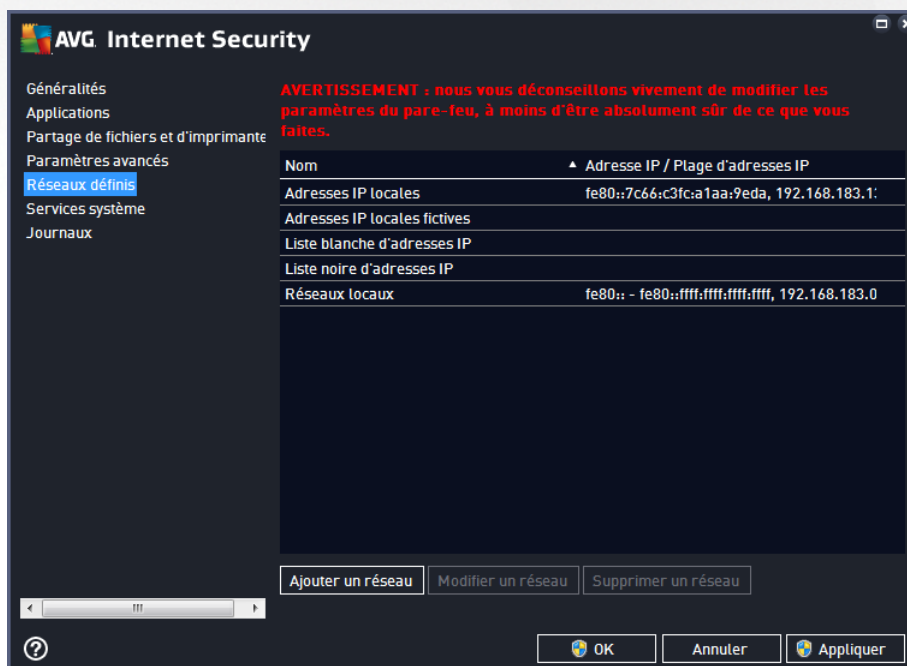 AVG Internet Security
Généralités
Applications
Partage de fichiers et d'imprimante
Paramètres avancés
Réseaux définis
Services système
Journaux
AVERTISSEMENT : nous vous déconseillons vivement de modifier les
paramètres du pare-feu, à moins d'être absolument sûr de ce que vous
faites.
Nom Adresse IP / Plage d'adresses IP
Adresses IP locales fe80::7c66:c3fc:a1aa:9eda, 192.168.183.1
Adresses IP locales fictives
Liste blanche d'adresses IP
Liste noire d'adresses IP
Réseaux locaux fe80:: - fe80::ffff:ffff:ffff:ffff, 192.168.183.0
Ajouter un réseau Modifier un réseau Supprimer un réseau
OK Annuler Appliquer